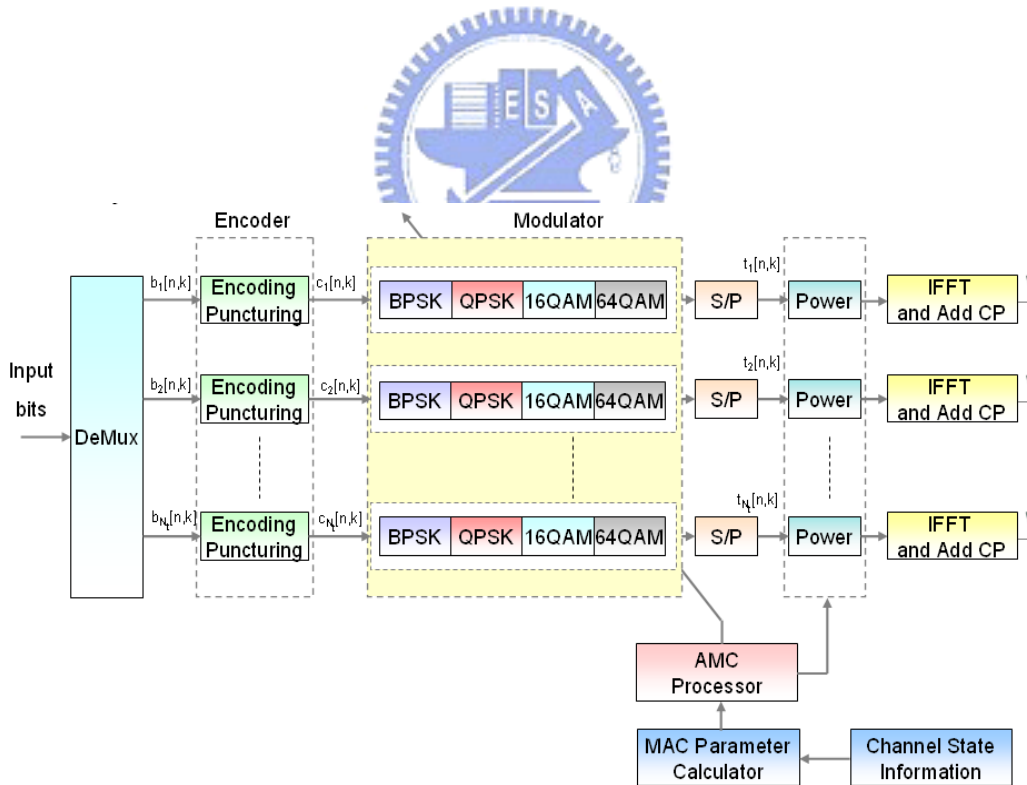 E S A
Encoder
Modulator
b1[n,k]
Encoding
Puncturing
c1[n,k]
BPSK QPSK 16QAM 64QAM
S/P
t1[n,k]
Power
IFFT
and Add CP
Input
bits
DeMux
b2[n,k]
Encoding
Puncturing
c2[n,k]
BPSK QPSK 16QAM 64QAM
S/P
t2[n,k]
Power
IFFT
and Add CP
bNt[n,k]
Encoding
Puncturing
cNt[n,k]
BPSK QPSK 16QAM 64QAM
S/P
tNt[n,k]
Power
IFFT
and Add CP
AMC
Processor
MAC Parameter
Calculator
Channel State
Information